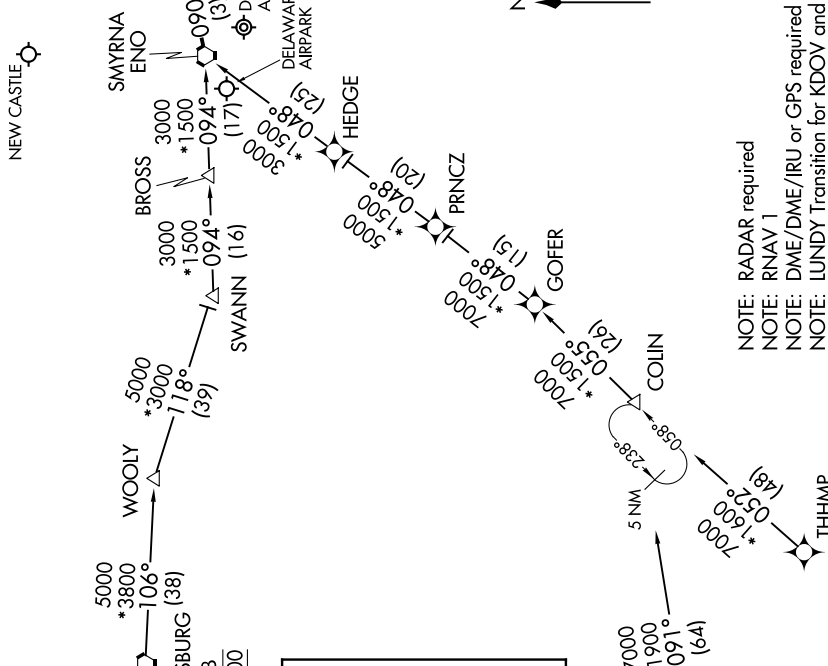 NEW CASTLE
SMYRNA
ENO
090°
DELAWARE
AIRPARK
3000
*1500
094°
(17)
BROSS
3000
*1500
094°
(16)
SWANN
5000
*3000
118°
(39)
WOOLY
5000
*3800
106°
(38)
3000
*1500
048°
(25)
HEDGE
5000
*1500
048°
(20)
PRNCZ
7000
*1500
048°
(15)
GOFER
7000
*1500
055°
(26)
COLIN
238°
058°
5 NM
7000
*1600
052°
(48)
THHMP
7000
1900
091°
(64)
NOTE: RADAR required
NOTE: RNAV 1
NOTE: DME/DME/IRU or GPS required
NOTE: LUNDY Transition for KDOV and